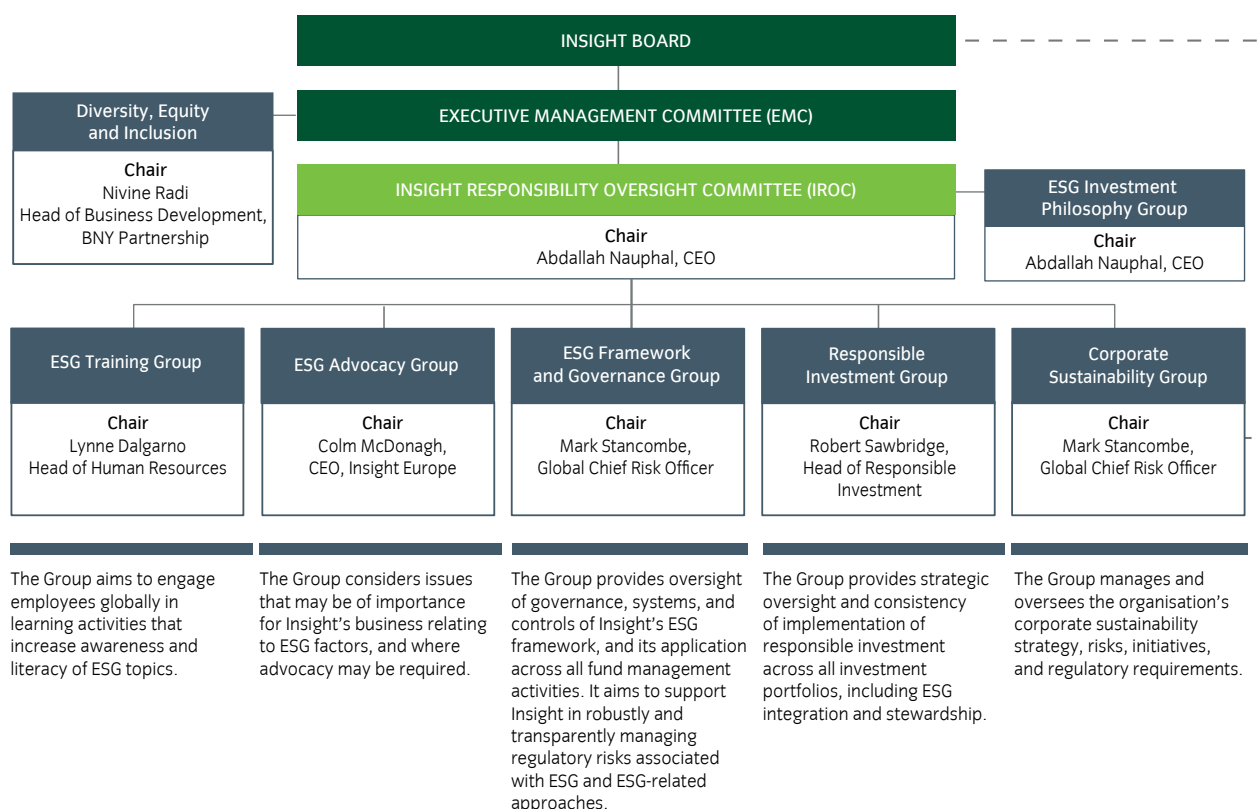 INSIGHT BOARD
Diversity, Equity
and Inclusion
Chair
Nivine Radi
Head of Business Development,
BNY Partnership
EXECUTIVE MANAGEMENT COMMITTEE (EMC)
INSIGHT RESPONSIBILITY OVERSIGHT COMMITTEE (IROC)
Chair
Abdallah Nauphal, CEO
ESG Investment
Philosophy Group
Chair
Abdallah Nauphal, CEO
ESG Training Group
Chair
Lynne Dalgarno
Head of Human Resources
ESG Advocacy Group
Chair
Colm McDonagh,
CEO, Insight Europe
ESG Framework
and Governance Group
Chair
Mark Stancombe,
Global Chief Risk Officer
Responsible
Investment Group
Chair
Robert Sawbridge,
Head of Responsible
Investment
Corporate
Sustainability Group
Chair
Mark Stancombe,
Global Chief Risk Officer
The Group aims to engage
employees globally in
learning activities that
increase awareness and
literacy of ESG topics.
The Group considers issues
that may be of importance
for Insight's business relating
to ESG factors, and where
advocacy may be required.
The Group provides oversight
of governance, systems, and
controls of Insight's ESG
framework, and its application
across all fund management
activities. It aims to support
Insight in robustly and
transparently managing
regulatory risks associated
with ESG and ESG-related
approaches.
The Group provides strategic
oversight and consistency
of implementation of
responsible investment
across all investment
portfolios, including ESG
integration and stewardship.
The Group manages and
oversees the organisation's
corporate sustainability
strategy, risks, initiatives,
and regulatory requirements.